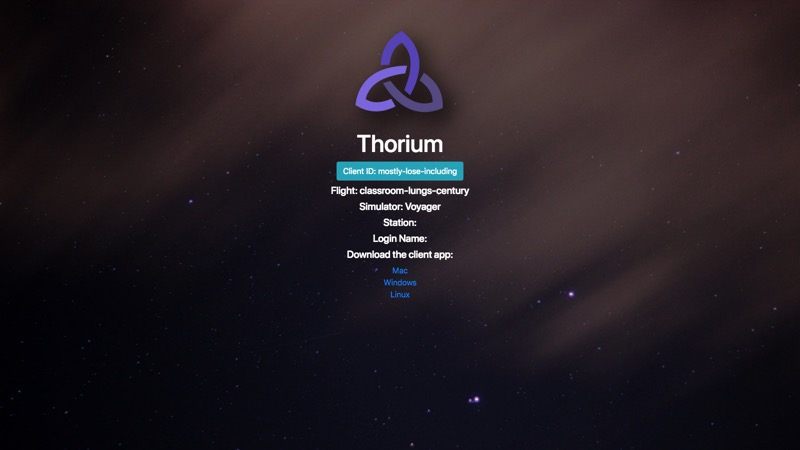 Thorium
Client ID: mostly-lose-including
Flight: classroom-lungs-century
Simulator: Voyager
Station:
Login Name:
Download the client app:
Mac
Windows
Linux